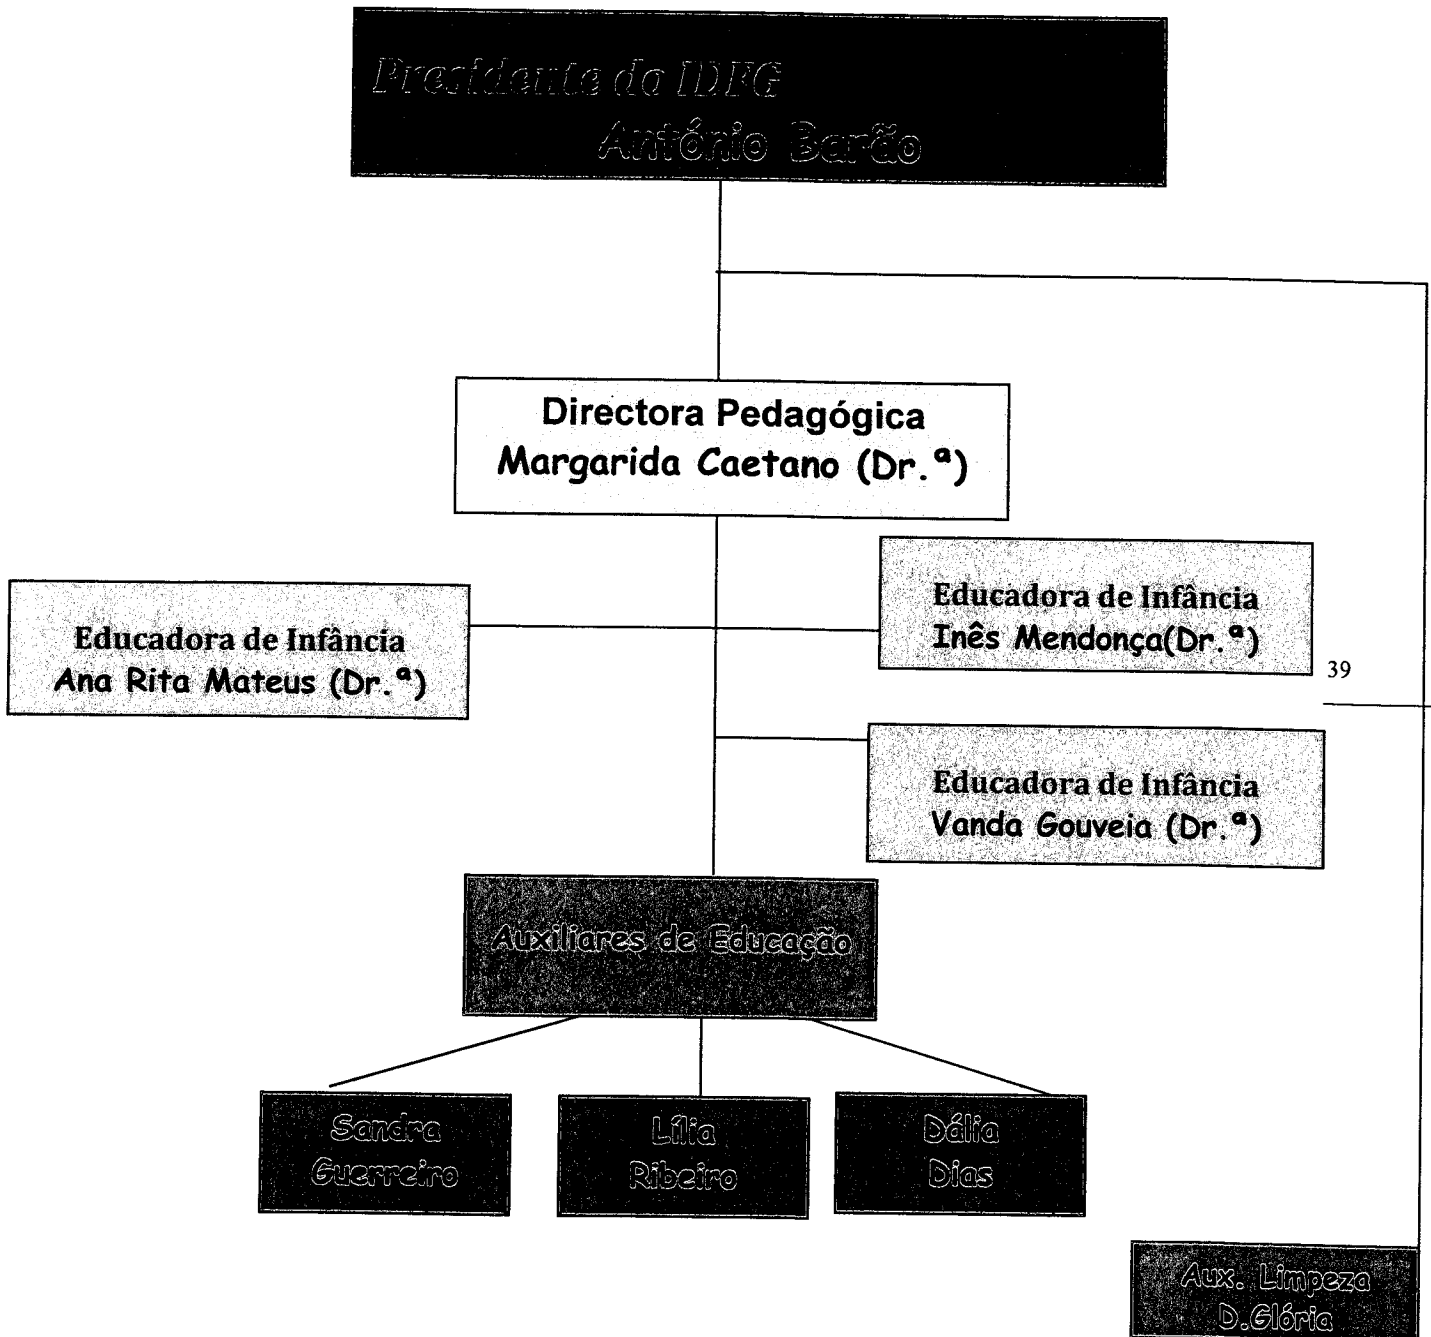 Presidente do IDFG
António Barão
Directora Pedagógica
Margarida Caetano (Dr.ª)
Educadora de Infância
Inês Mendonça(Dr.ª)
Educadora de Infância
Ana Rita Mateus (Dr.ª)
39
Educadora de Infância
Vanda Gouveia (Dr.ª)
Auxiliares de Educação
Sandra
Guerreiro
Lília
Ribeiro
Dália
Dias
Aux. Limpeza
D.Glória